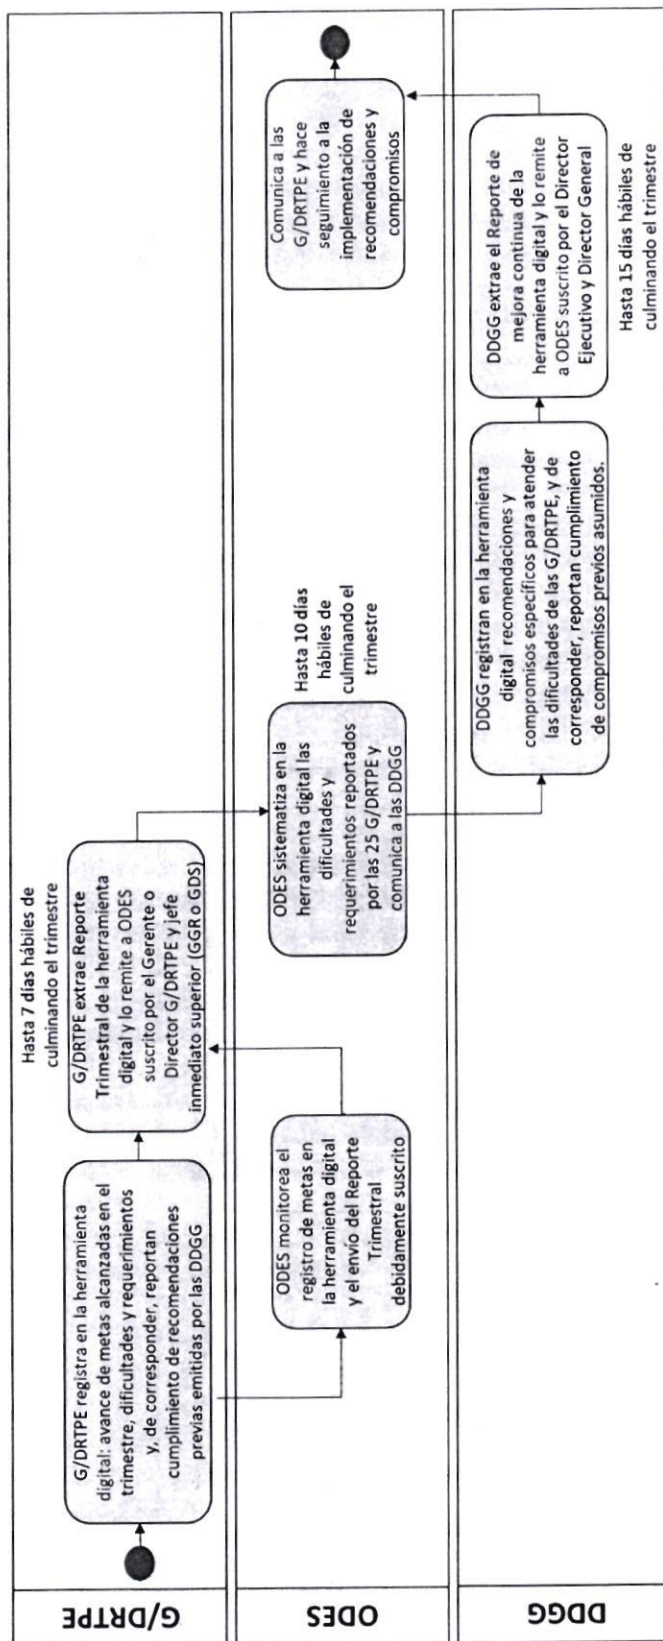 G/DRTPE
Hasta 7 días hábiles de
culminando el trimestre
G/DRTPE registra en la herramienta
digital: avance de metas alcanzadas en el
trimestre, dificultades y requerimientos
y, de corresponder, reportan
cumplimiento de recomendaciones
previas emitidas por las DDGG
G/DRTPE extrae Reporte
Trimestral de la herramienta
digital y lo remite a ODES
suscrito por el Gerente o
Director G/DRTPE y jefe
inmediato superior (GGR o GDS)
ODES
ODES monitorea el
registro de metas en
la herramienta digital
y el envío del Reporte
Trimestral
debidamente suscrito
ODES sistematiza en la
herramienta digital las
dificultades y
requerimientos reportados
por las 25 G/DRTPE y
comunica a las DDGG
Hasta 10 días
hábiles de
culminando el
trimestre
Comunica a las
G/DRTPE y hace
seguimiento a la
implementación de
recomendaciones y
compromisos
DDGG
DDGG registran en la herramienta
digital recomendaciones y
compromisos específicos para atender
las dificultades de las G/DRTPE, y de
corresponder, reportan cumplimiento
de compromisos previos asumidos.
DDGG extrae el Reporte de
mejora continua de la
herramienta digital y lo remite
a ODES suscrito por el Director
Ejecutivo y Director General
Hasta 15 días hábiles de
culminando el trimestre